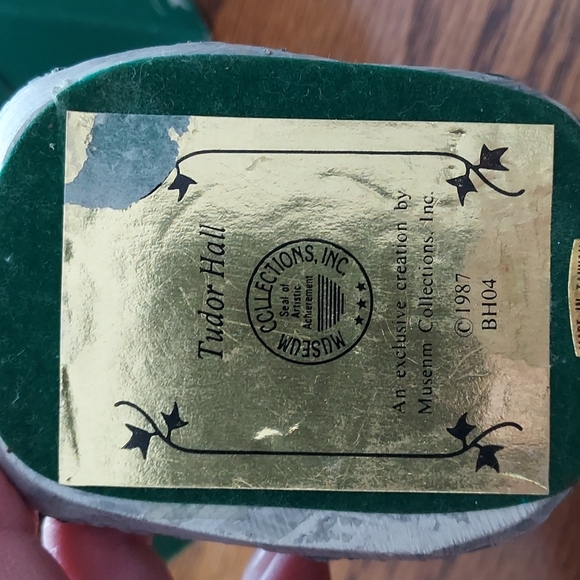 Tudor Hall
MUSEUM COLLECTIONS, INC.
Seal of
Artistic
Achievement
An exclusive creation by
Musenm Collections, Inc.
©1987
BH04